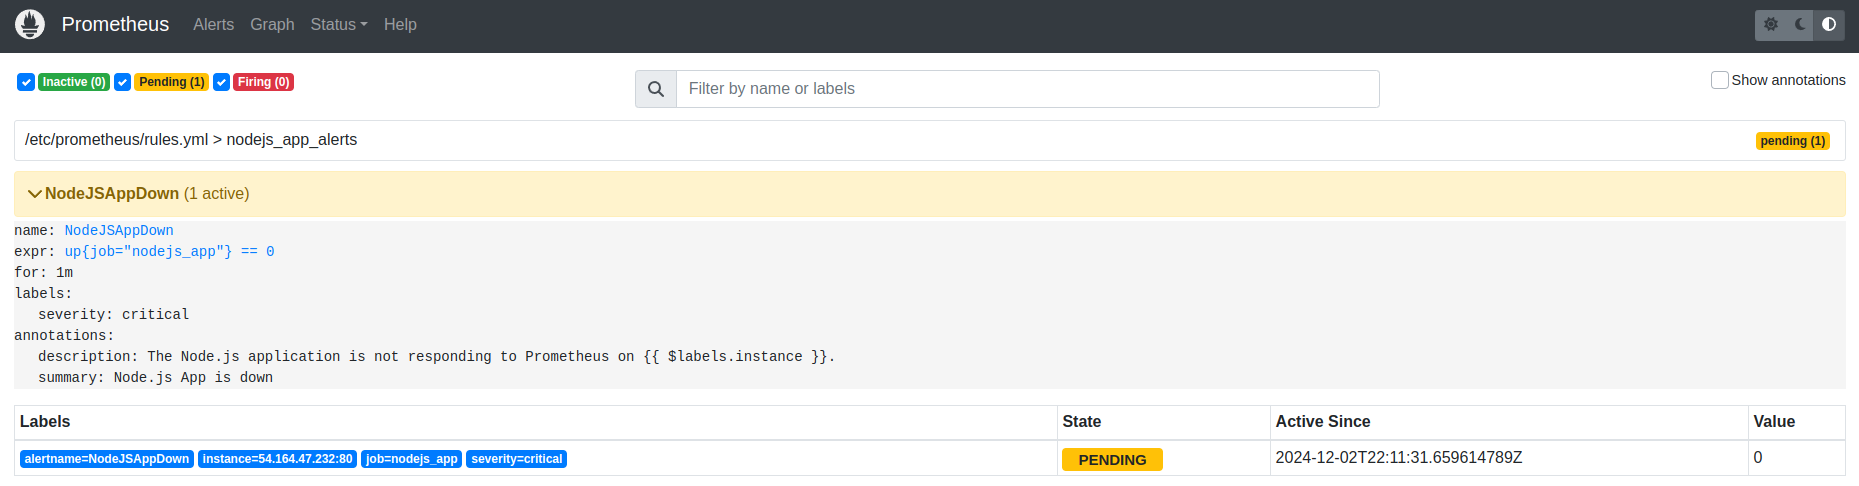 Prometheus Alerts Graph Status Help
Inactive (0) Pending (1) Firing (0) Filter by name or labels Show annotations
/etc/prometheus/rules.yml > nodejs_app_alerts pending (1)
NodeJSAppDown (1 active)
name: NodeJSAppDown
expr: up{job="nodejs_app"} == 0
for: 1m
labels:
severity: critical
annotations:
description: The Node.js application is not responding to Prometheus on {{ $labels.instance }}.
summary: Node.js App is down
Labels State Active Since Value
alertname=NodeJSAppDown instance=54.164.47.232:80 job=nodejs_app severity=critical PENDING 2024-12-02T22:11:31.659614789Z 0